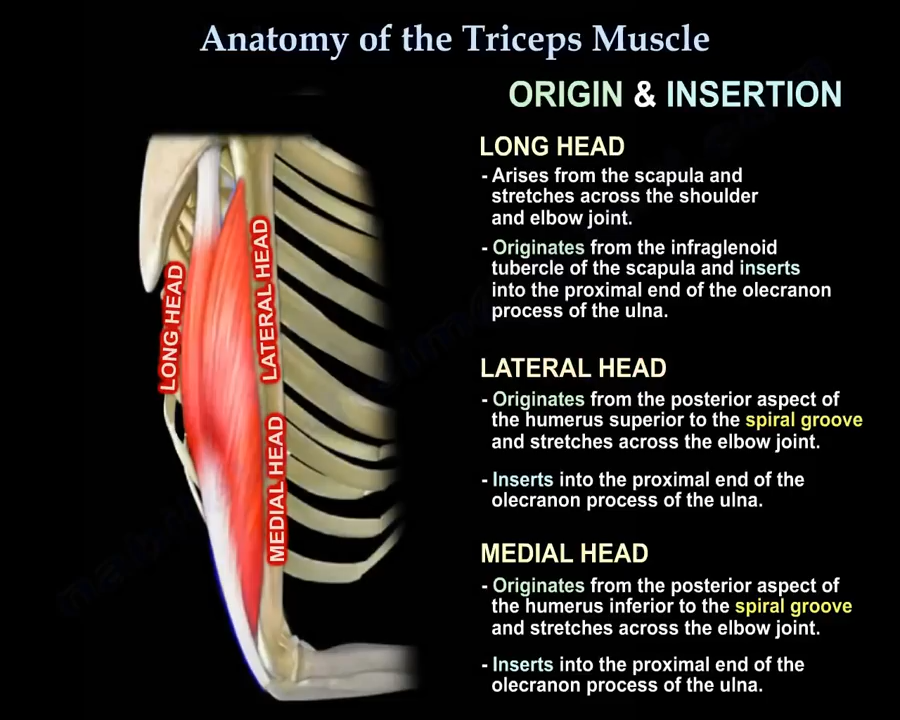 Anatomy of the Triceps Muscle
ORIGIN & INSERTION
LONG HEAD
- Arises from the scapula and
stretches across the shoulder
and elbow joint.
- Originates from the infraglenoid
tubercle of the scapula and inserts
into the proximal end of the olecranon
process of the ulna.
LATERAL HEAD
- Originates from the posterior aspect of
the humerus superior to the spiral groove
and stretches across the elbow joint.
- Inserts into the proximal end of the
olecranon process of the ulna.
MEDIAL HEAD
- Originates from the posterior aspect of
the humerus inferior to the spiral groove
and stretches across the elbow joint.
- Inserts into the proximal end of the
olecranon process of the ulna.
LONG HEAD
LATERAL HEAD
MEDIAL HEAD